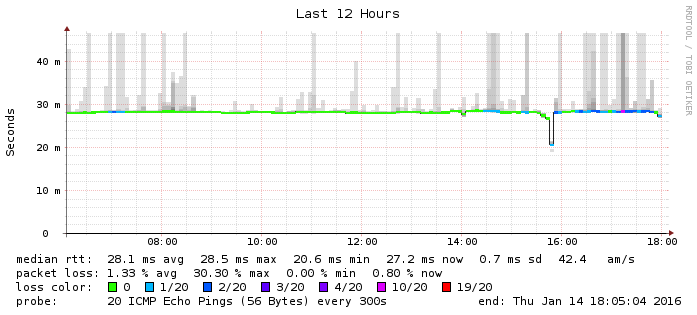 Last 12 Hours
RRDTOOL / TOBI OETIKER
Seconds
40 m
30 m
20 m
10 m
0
08:00 10:00 12:00 14:00 16:00 18:00
median rtt: 28.1 ms avg 28.5 ms max 20.6 ms min 27.2 ms now 0.7 ms sd 42.4 am/s
packet loss: 1.33 % avg 30.30 % max 0.00 % min 0.80 % now
loss color: 0 1/20 2/20 3/20 4/20 10/20 19/20
probe: 20 ICMP Echo Pings (56 Bytes) every 300s end: Thu Jan 14 18:05:04 2016